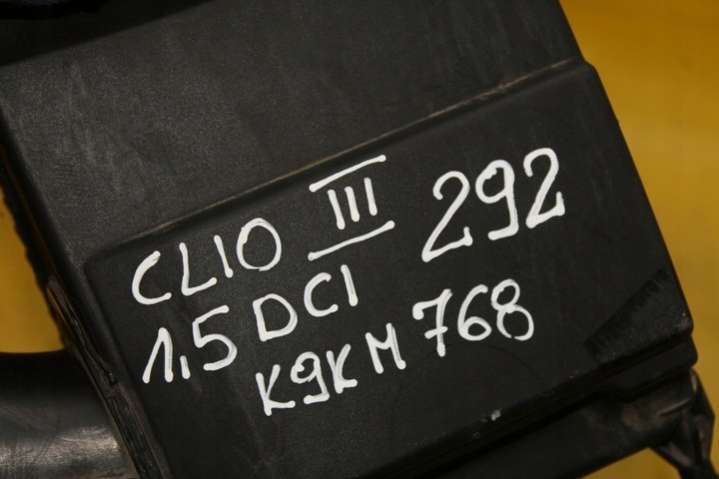 CLIO III 292
1,5 DCI
K9K M 768